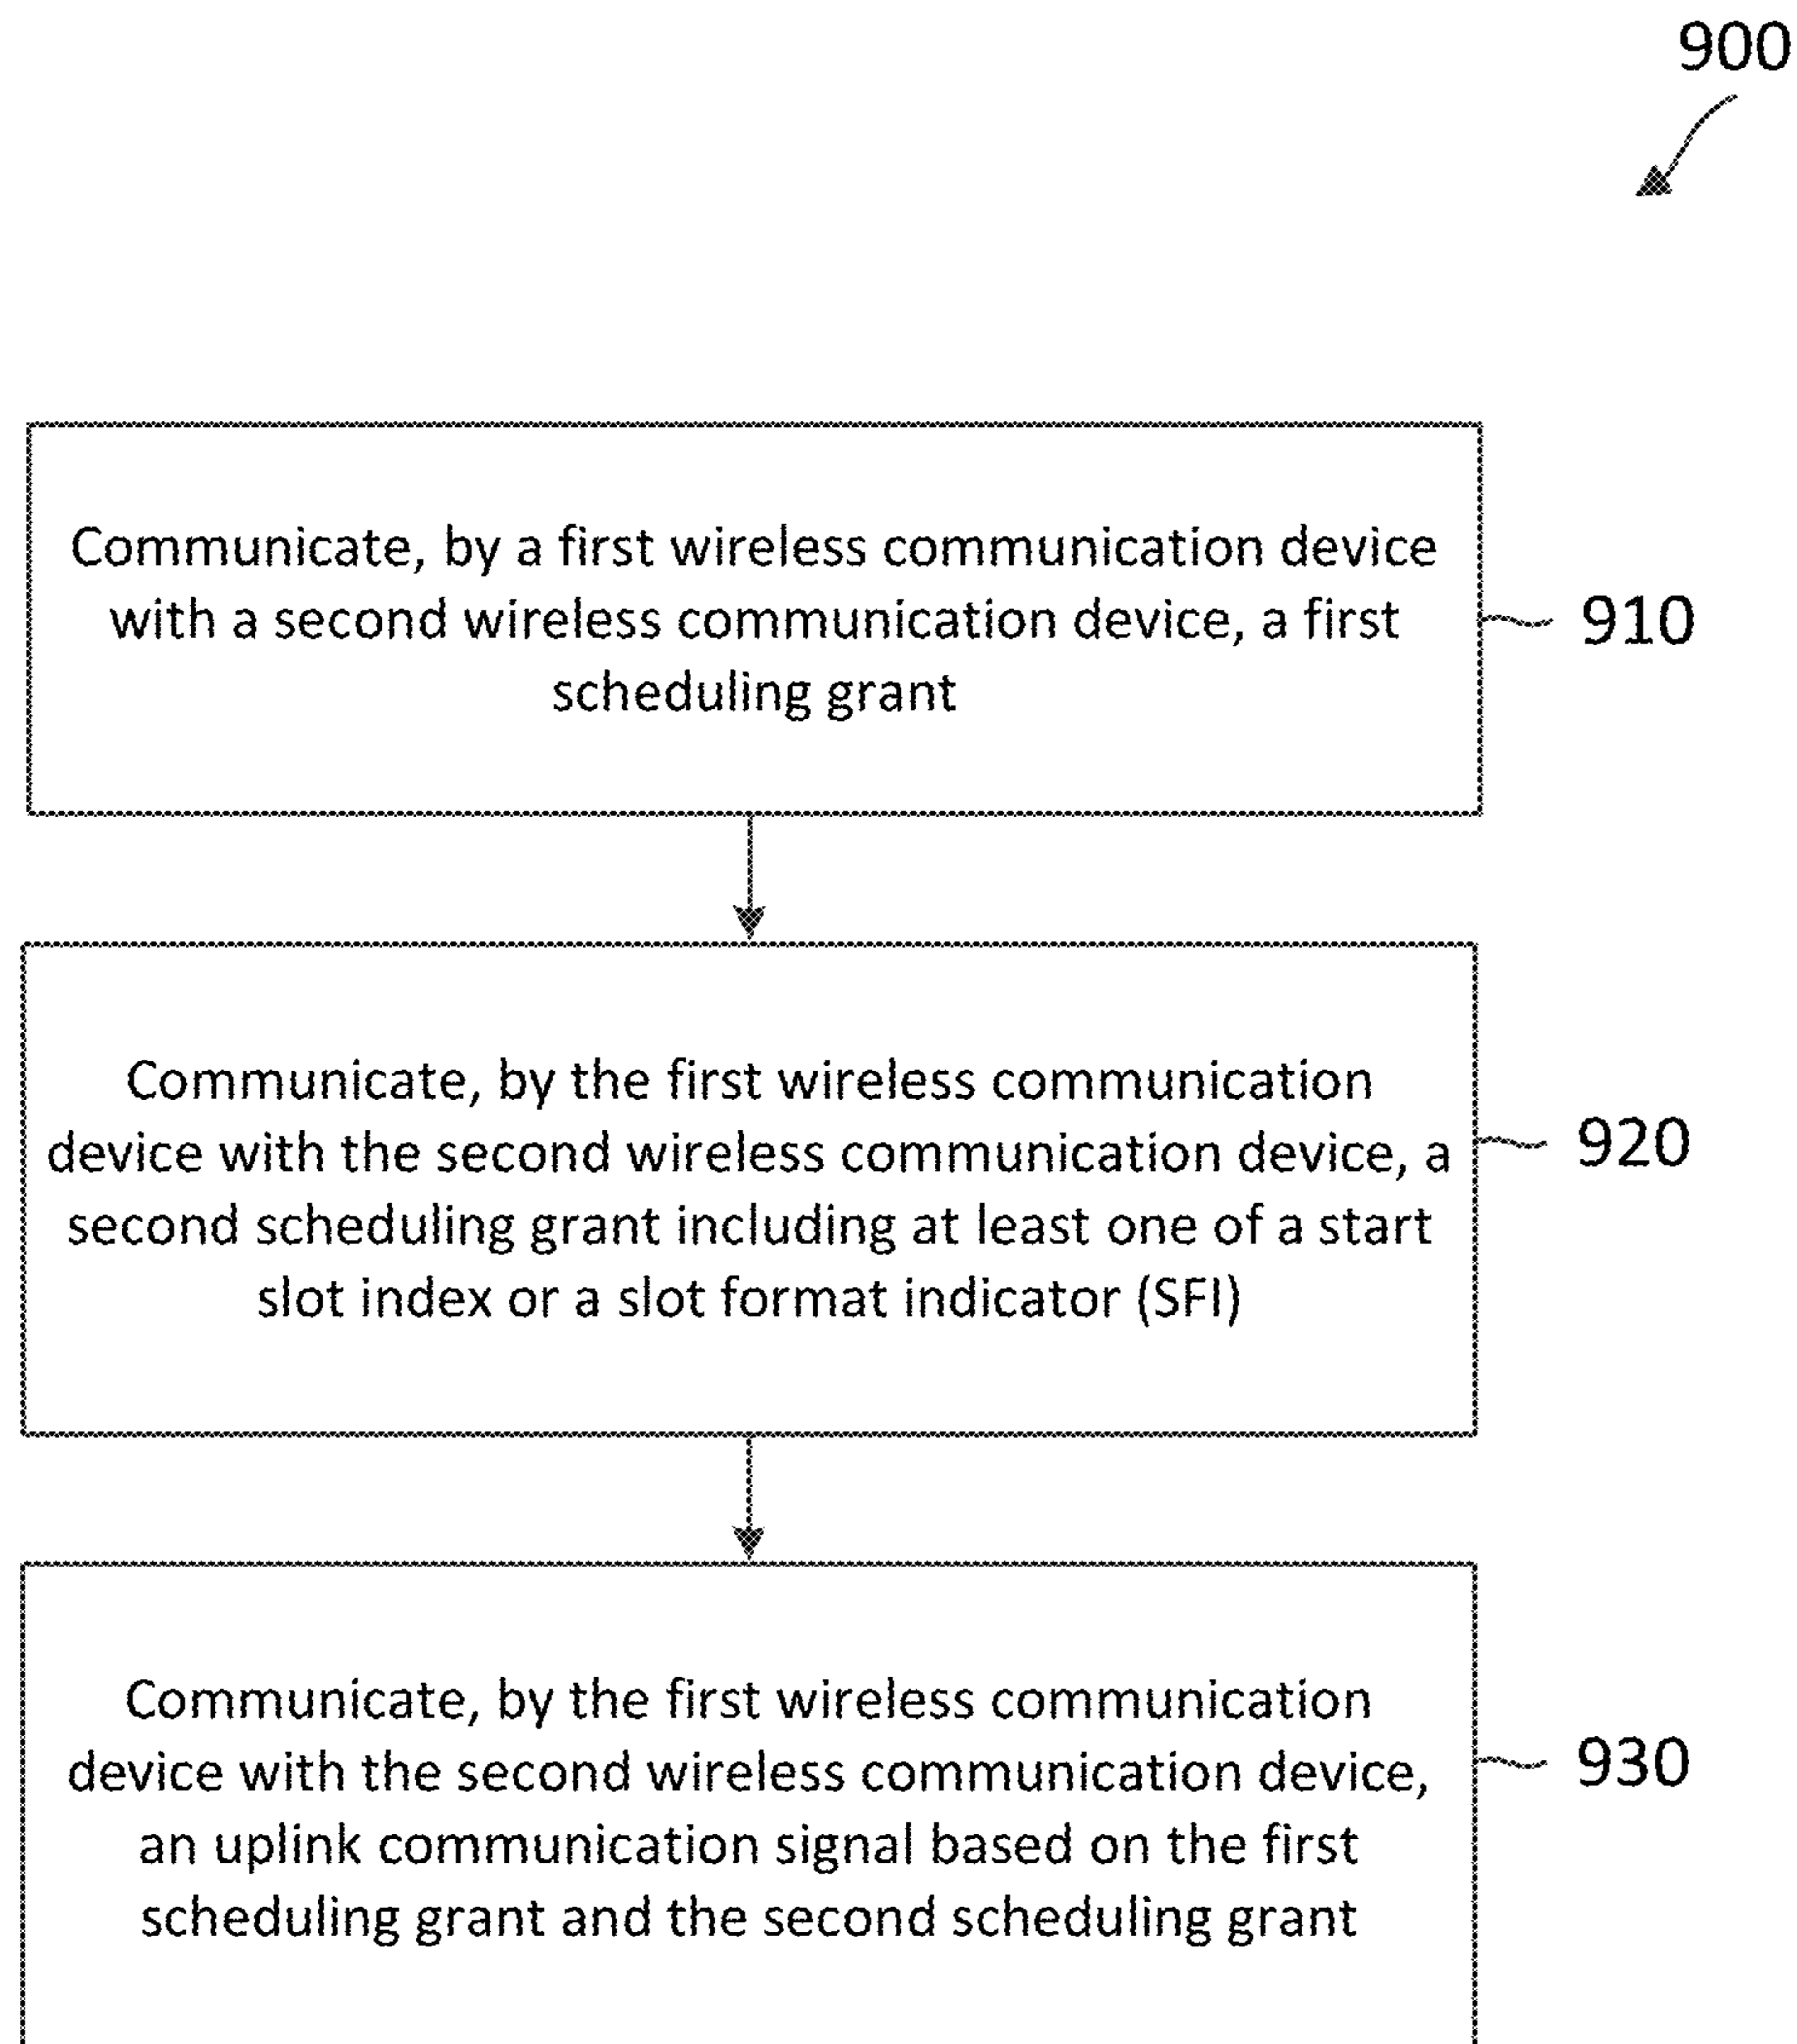 900
Communicate, by a first wireless communication device
with a second wireless communication device, a first
scheduling grant
910
Communicate, by the first wireless communication
device with the second wireless communication device, a
second scheduling grant including at least one of a start
slot index or a slot format indicator (SFI)
920
Communicate, by the first wireless communication
device with the second wireless communication device,
an uplink communication signal based on the first
scheduling grant and the second scheduling grant
930